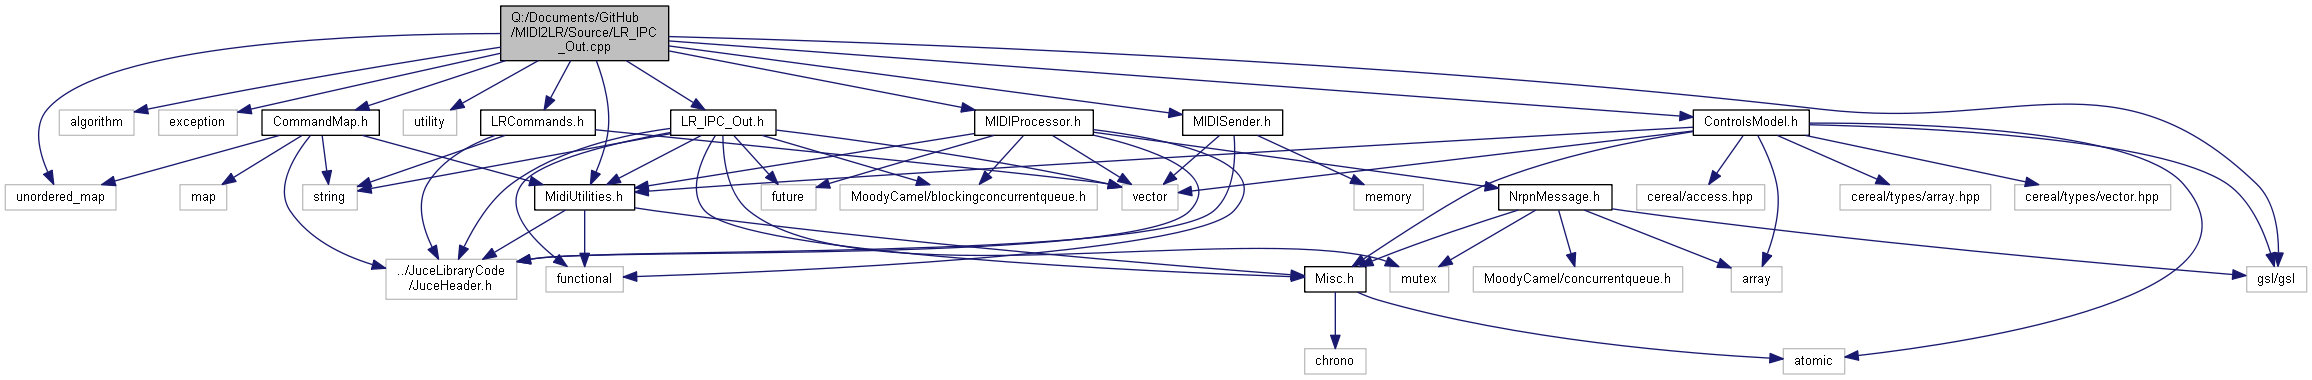 Q:/Documents/GitHub
/MIDI2LR/Source/LR_IPC
_Out.cpp
algorithm
exception
CommandMap.h
utility
LRCommands.h
LR_IPC_Out.h
MIDIProcessor.h
MIDISender.h
ControlsModel.h
unordered_map
map
string
MidiUtilities.h
future
MoodyCamel/blockingconcurrentqueue.h
vector
memory
NrpnMessage.h
cereal/access.hpp
cereal/types/array.hpp
cereal/types/vector.hpp
../JuceLibraryCode
/JuceHeader.h
functional
Misc.h
mutex
MoodyCamel/concurrentqueue.h
array
gsl/gsl
chrono
atomic